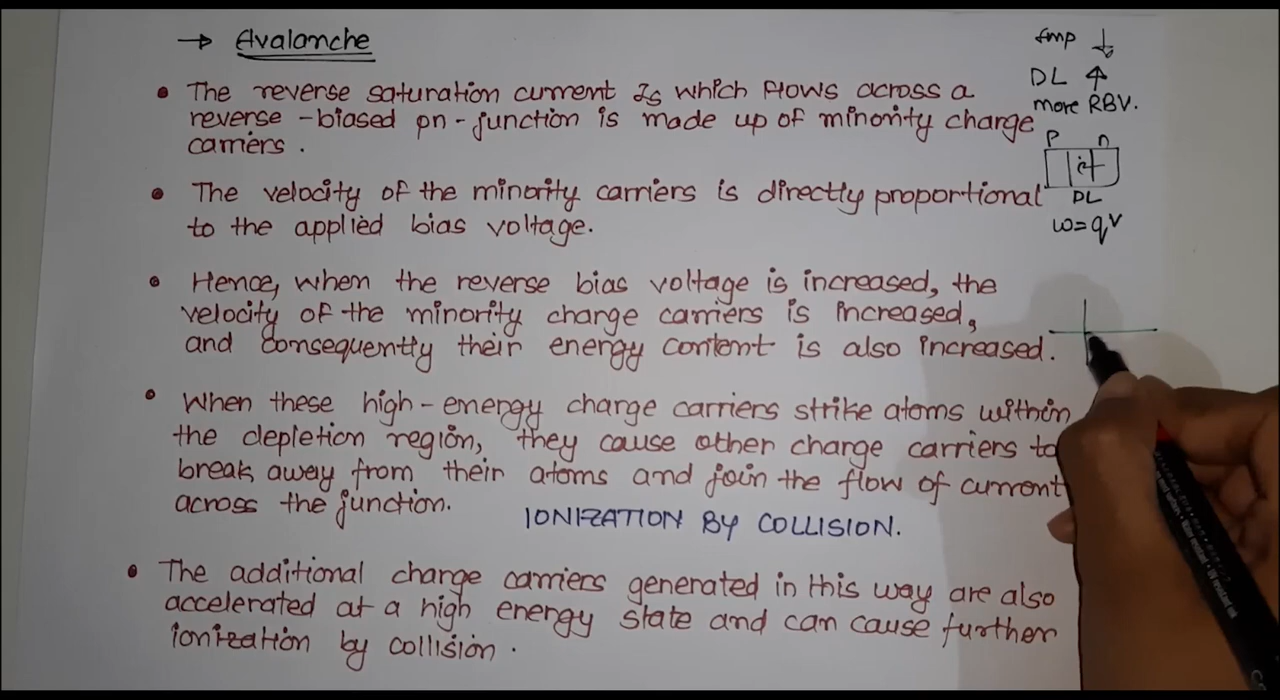 → Avalanche
• The reverse saturation current Is which flows across a
reverse-biased pn-junction is made up of minority charge
carriers.
• The velocity of the minority carriers is directly proportional
to the applied bias voltage.
• Hence, when the reverse bias voltage is increased, the
velocity of the minority charge carriers is increased,
and consequently their energy content is also increased.
• When these high-energy charge carriers strike atoms within
the depletion region, they cause other charge carriers to
break away from their atoms and join the flow of current
across the junction.
IONIZATION BY COLLISION.
• The additional charge carriers generated in this way are also
accelerated at a high energy state and can cause further
ionization by collision.
Imp ↓
DL ↑
more RBV.
P n
DL
w=qv